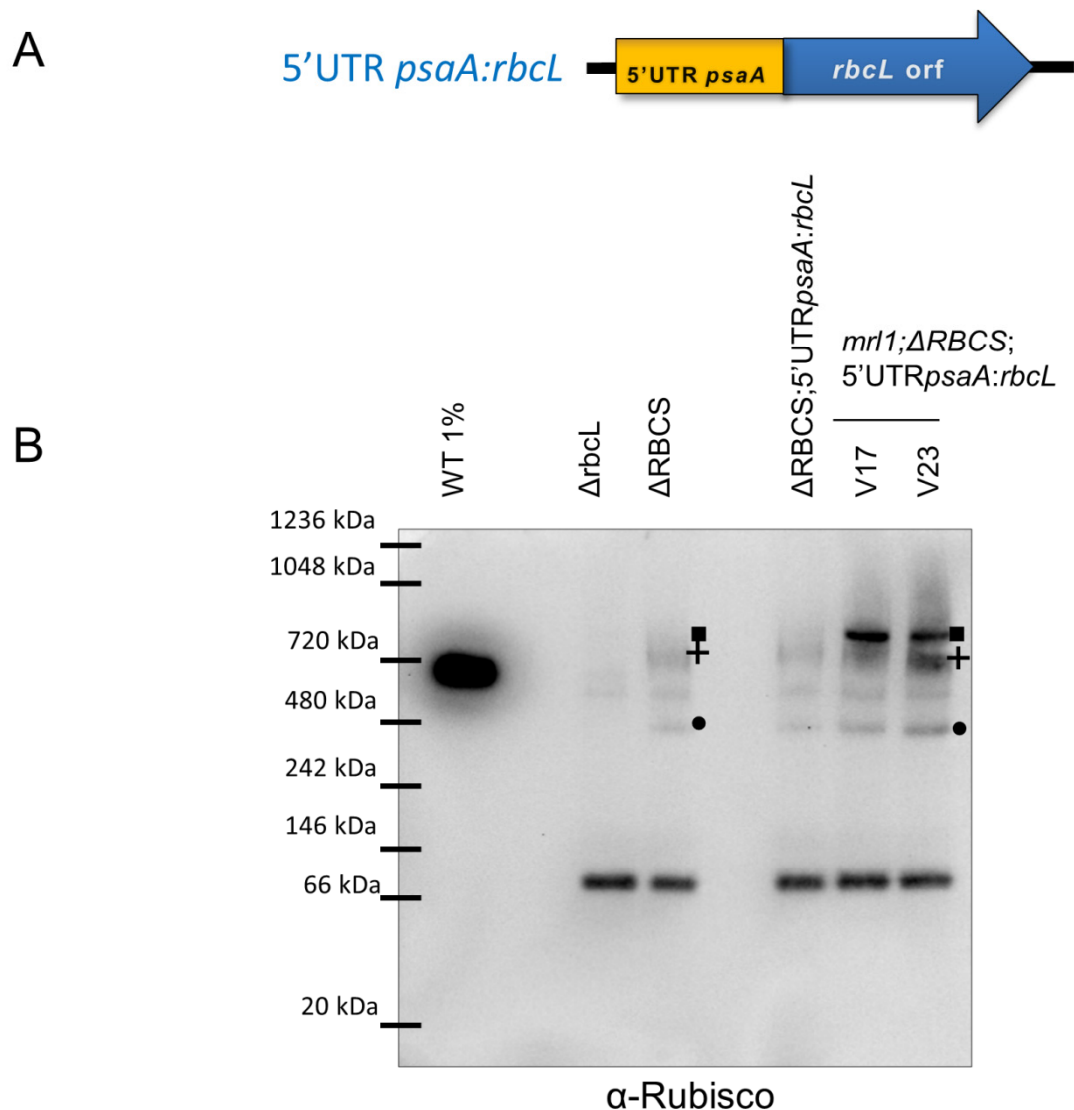 A
5’UTR psaA:rbcL
5’UTR psaA
rbcL orf
B
WT 1%
ΔrbcL
ΔRBCS
ΔRBCS;5’UTRpsaA:rbcL
mrl1;ΔRBCS;
5’UTRpsaA:rbcL
V17
V23
1236 kDa
1048 kDa
720 kDa
480 kDa
242 kDa
146 kDa
66 kDa
20 kDa
α-Rubisco